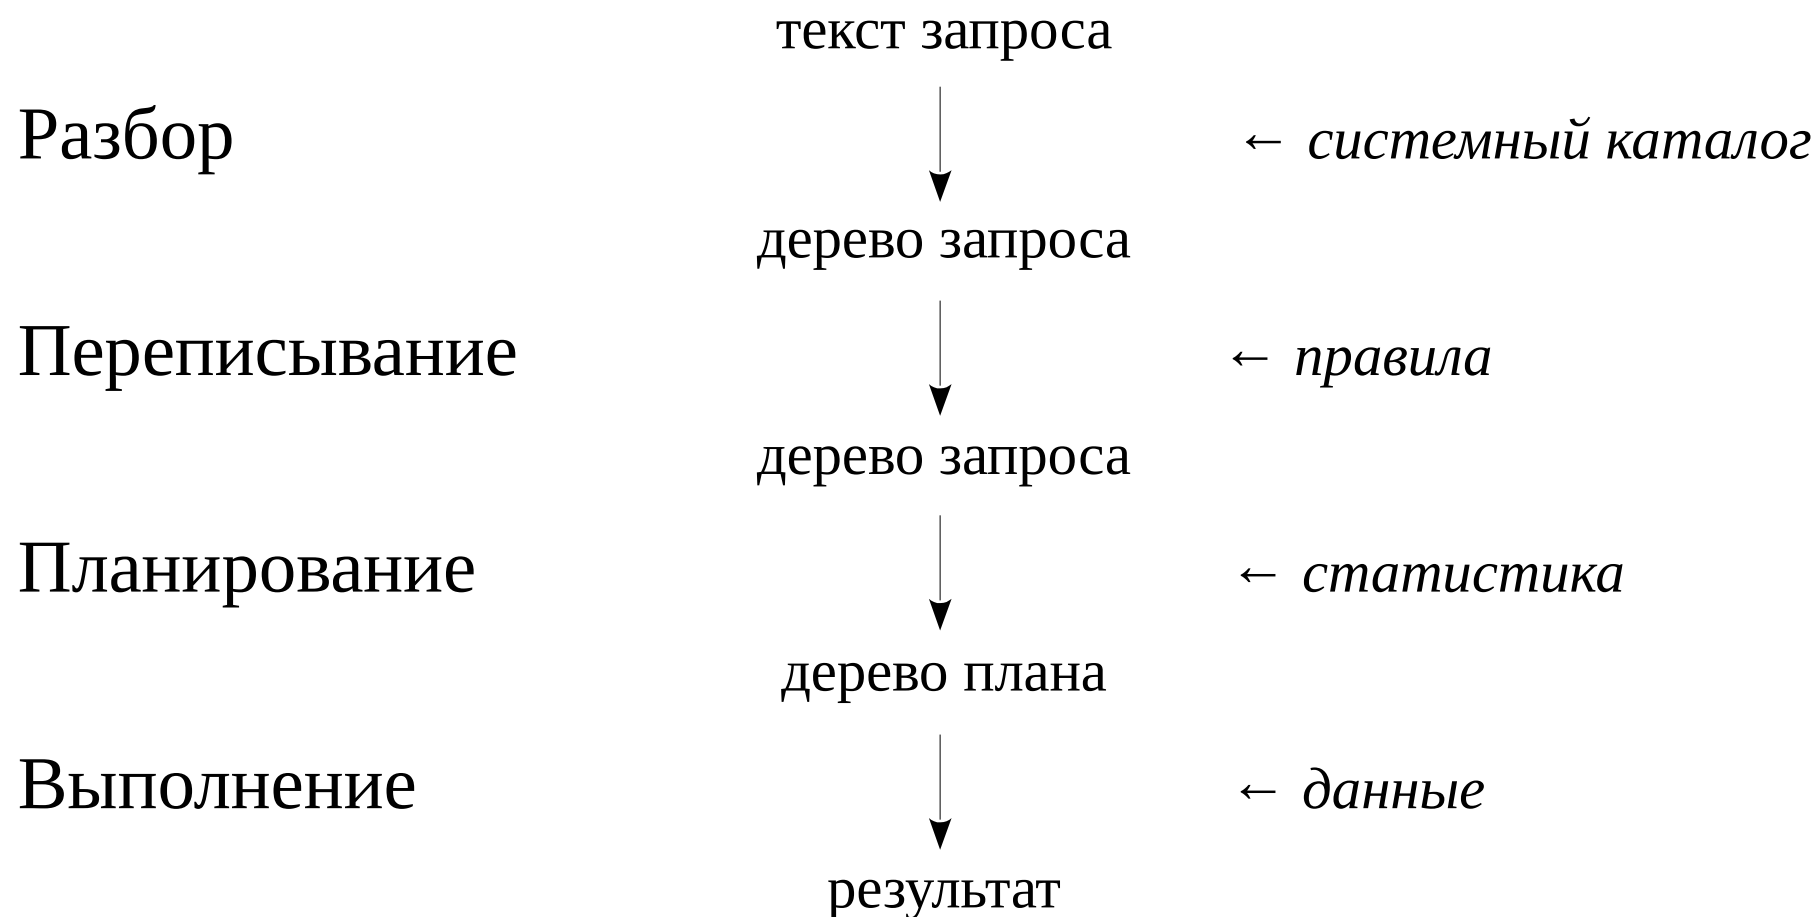 текст запроса
Разбор
← системный каталог
дерево запроса
Переписывание
← правила
дерево запроса
Планирование
← статистика
дерево плана
Выполнение
← данные
результат